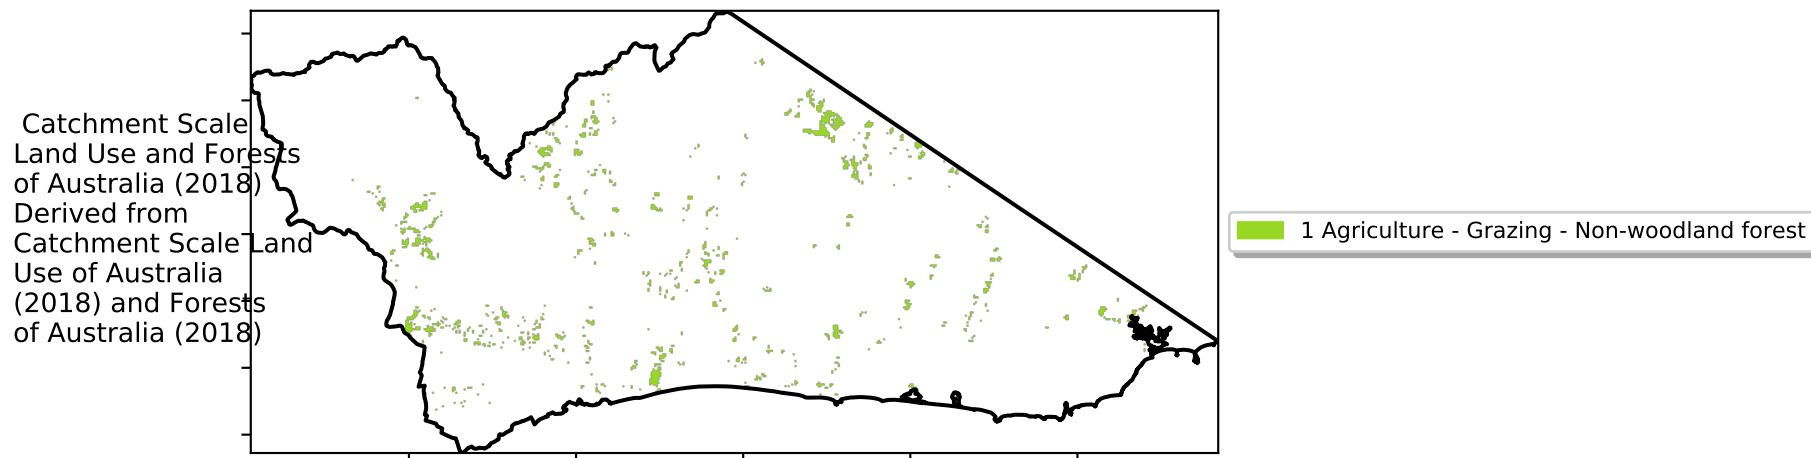 Catchment Scale
Land Use and Forests
of Australia (2018)
Derived from
Catchment Scale Land
Use of Australia
(2018) and Forests
of Australia (2018)
1 Agriculture - Grazing - Non-woodland forest